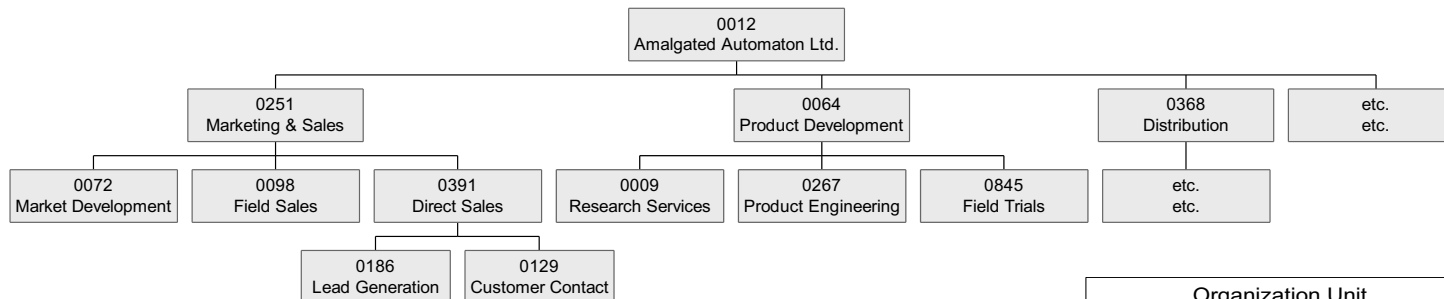 0012
Amalgated Automaton Ltd.
0251
Marketing & Sales
0064
Product Development
0368
Distribution
etc.
etc.
0072
Market Development
0098
Field Sales
0391
Direct Sales
0009
Research Services
0267
Product Engineering
0845
Field Trials
etc.
etc.
0186
Lead Generation
0129
Customer Contact
Organization Unit